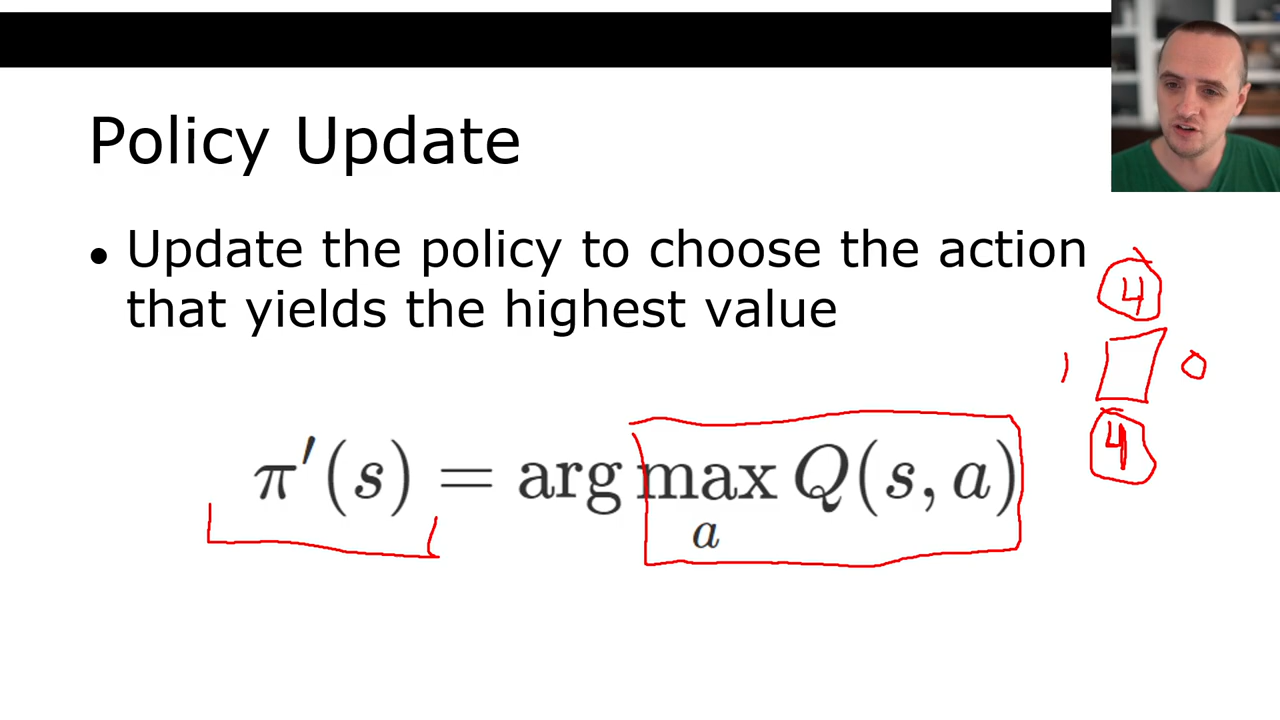 Policy Update
• Update the policy to choose the action
that yields the highest value
4
1 0
4
π′(s) = arg max Q(s, a)
a